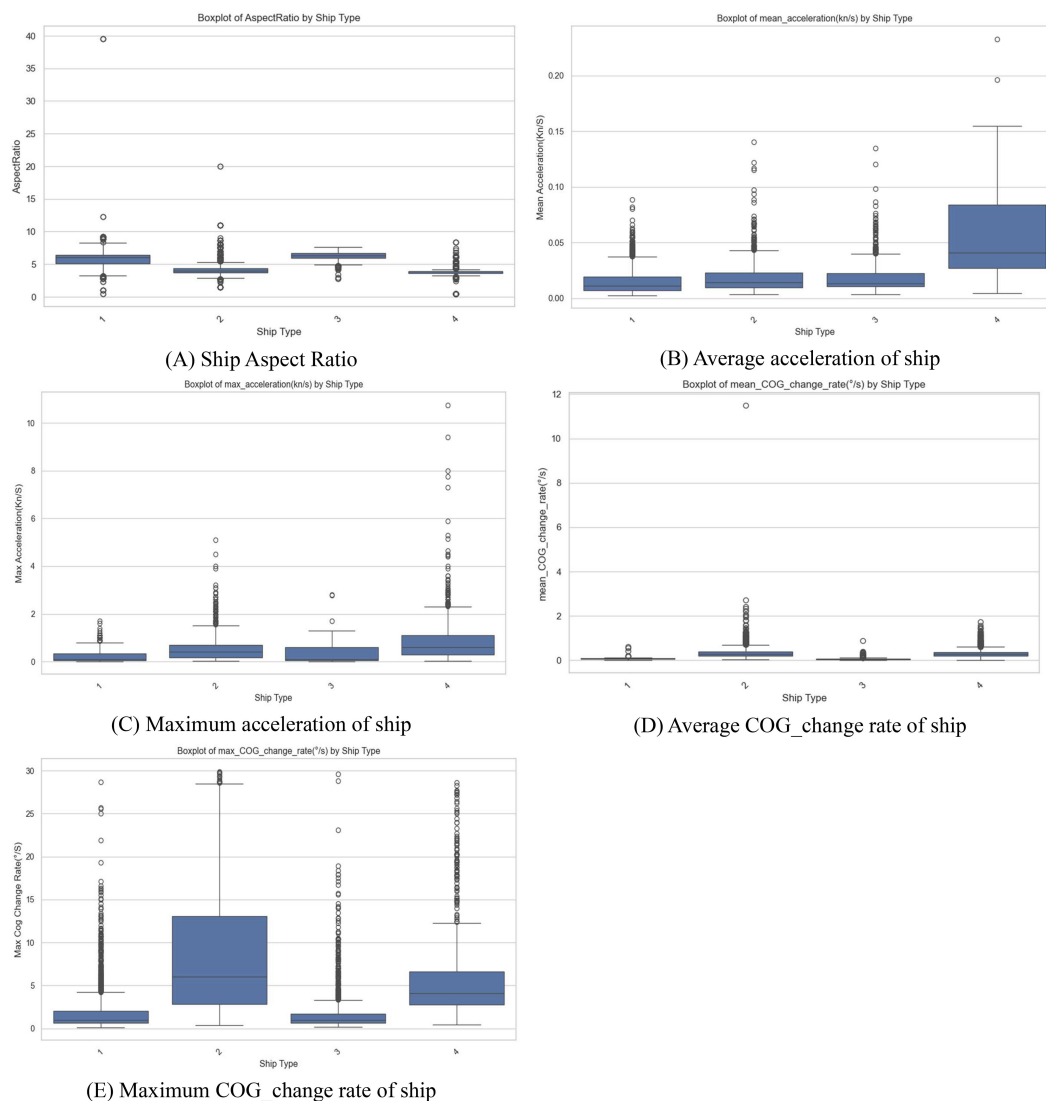 Boxplot of AspectRatio by Ship Type
40
35
30
25
20
15
10
5
0
AspectRatio
1
2
3
4
Ship Type
(A) Ship Aspect Ratio
Boxplot of mean_acceleration(kn/s) by Ship Type
0.20
0.15
0.10
0.05
0.00
Mean Acceleration(Kn/S)
1
2
3
4
Ship Type
(B) Average acceleration of ship
Boxplot of max_acceleration(kn/s) by Ship Type
10
8
6
4
2
0
Max Acceleration(Kn/S)
1
2
3
4
Ship Type
(C) Maximum acceleration of ship
Boxplot of mean_COG_change_rate(°/s) by Ship Type
12
10
8
6
4
2
0
mean_COG_change_rate(°/s)
1
2
3
4
Ship Type
(D) Average COG_change rate of ship
Boxplot of max_COG_change_rate(°/s) by Ship Type
30
25
20
15
10
5
0
Max Cog Change Rate(°/S)
1
2
3
4
Ship Type
(E) Maximum COG_change rate of ship